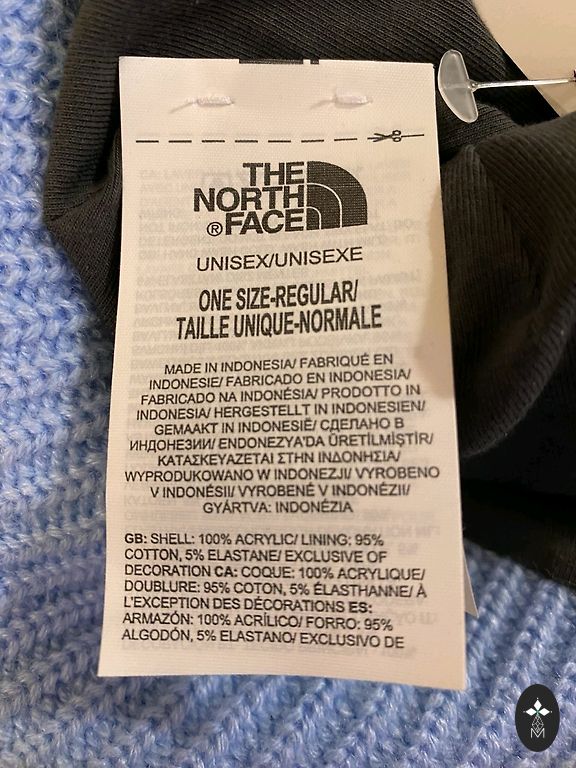 THE
NORTH
® FACE
UNISEX/UNISEXE
ONE SIZE-REGULAR/
TAILLE UNIQUE-NORMALE
MADE IN INDONESIA/ FABRIQUÉ EN
INDONESIE/ FABRICADO EN INDONESIA/
FABRICADO NA INDONÉSIA/ PRODOTTO IN
INDONESIA/ HERGESTELLT IN INDONESIEN/
GEMAAKT IN INDONESIË/ СДЕЛАНО В
ИНДОНЕЗИИ/ ENDONEZYA'DA ÜRETİLMİŞTİR/
ΚΑΤΑΣΚΕΥΑΖΕΤΑΙ ΣΤΗΝ ΙΝΔΟΝΗΣΙΑ/
WYPRODUKOWANO W INDONEZJI/ VYROBENO
V INDONÉSII/ VYROBENÉ V INDONÉZII/
GYÁRTVA: INDONÉZIA
GB: SHELL: 100% ACRYLIC/ LINING: 95%
COTTON, 5% ELASTANE/ EXCLUSIVE OF
DECORATION CA: COQUE: 100% ACRYLIQUE/
DOUBLURE: 95% COTON, 5% ÉLASTHANNE/ À
L'EXCEPTION DES DÉCORATIONS ES:
ARMAZÓN: 100% ACRÍLICO/ FORRO: 95%
ALGODÓN, 5% ELASTANO/ EXCLUSIVO DE
M